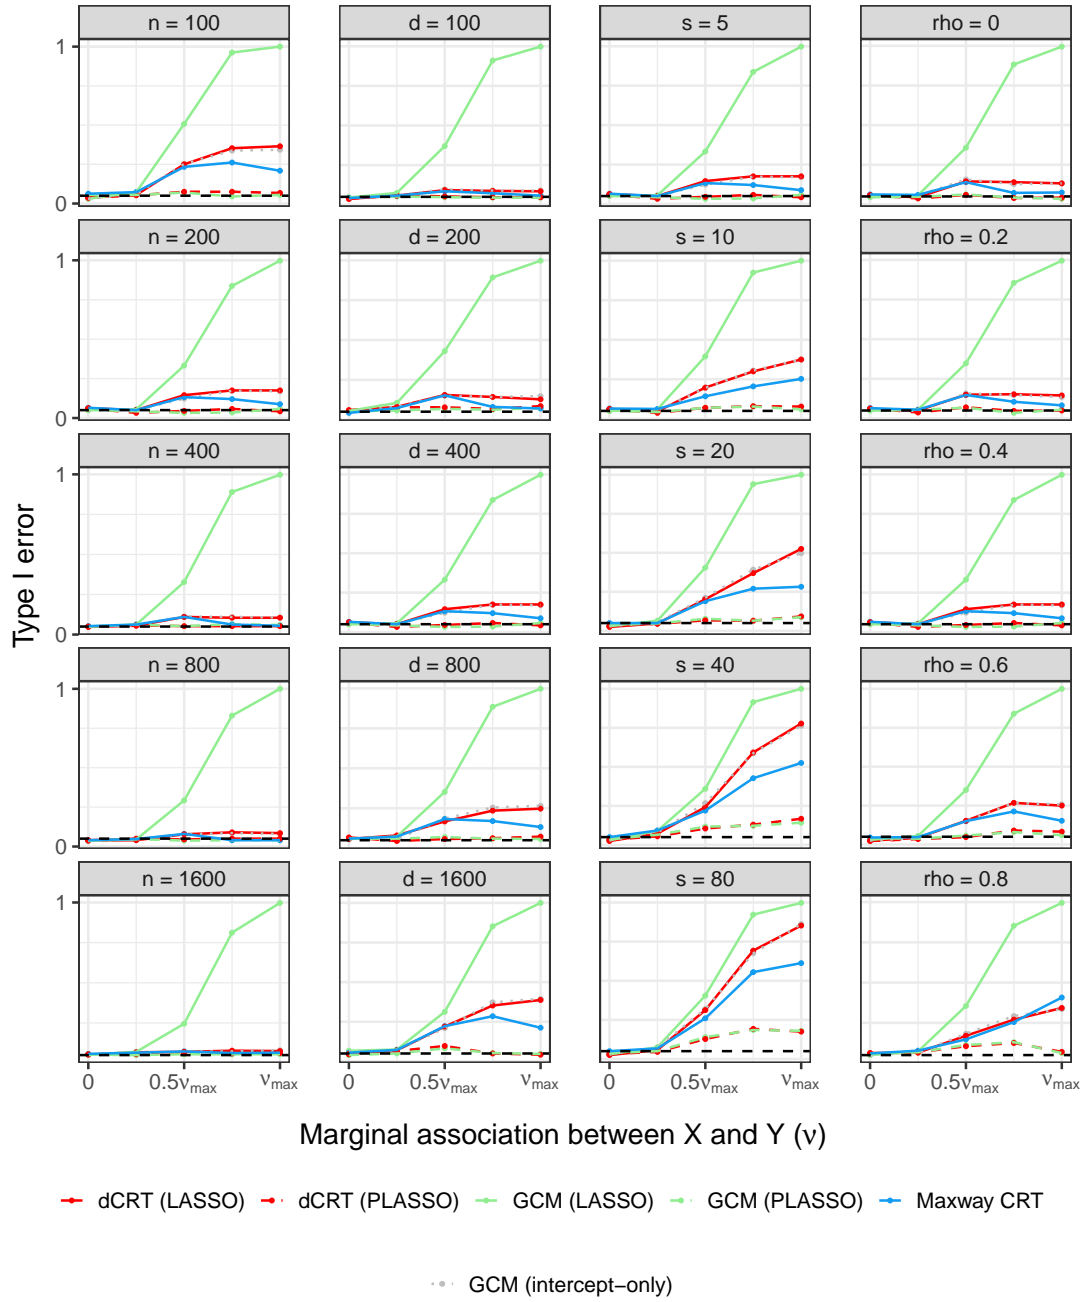 n = 100
d = 100
s = 5
rho = 0
1
0
n = 200
d = 200
s = 10
rho = 0.2
1
0
n = 400
d = 400
s = 20
rho = 0.4
1
0
n = 800
d = 800
s = 40
rho = 0.6
1
0
n = 1600
d = 1600
s = 80
rho = 0.8
1
0
Type I error
0 0.5νmax νmax
0 0.5νmax νmax
0 0.5νmax νmax
0 0.5νmax νmax
Marginal association between X and Y (ν)
dCRT (LASSO) dCRT (PLASSO) GCM (LASSO) GCM (PLASSO) Maxway CRT
GCM (intercept−only)